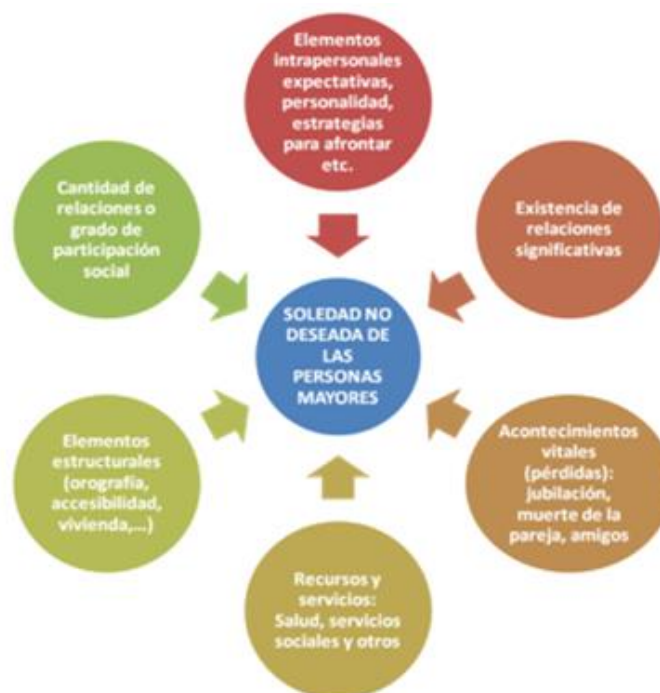 Elementos
intrapersonales
expectativas,
personalidad,
estrategias
para afrontar
etc.
Existencia de
relaciones
significativas
Acontecimientos
vitales
(pérdidas):
jubilación,
muerte de la
pareja, amigos
Recursos y
servicios:
Salud, servicios
sociales y otros
Elementos
estructurales
(orografía,
accesibilidad,
vivienda,...)
Cantidad de
relaciones o
grado de
participación
social
SOLEDAD NO
DESEADA DE
LAS
PERSONAS
MAYORES